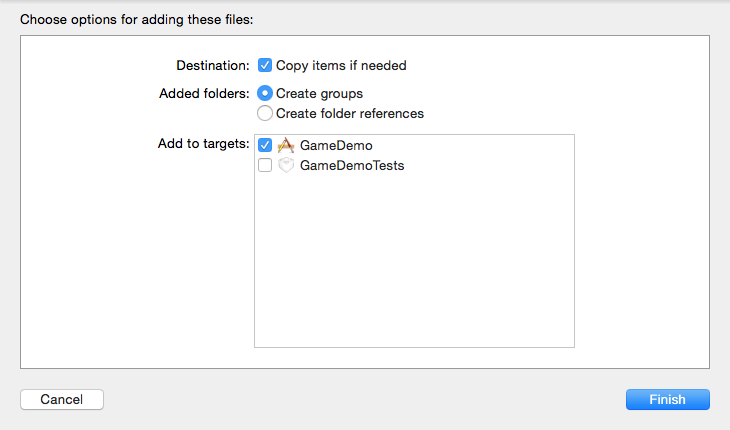 Choose options for adding these files:
Destination: Copy items if needed
Added folders: Create groups
Create folder references
Add to targets: GameDemo
GameDemoTests
Cancel Finish